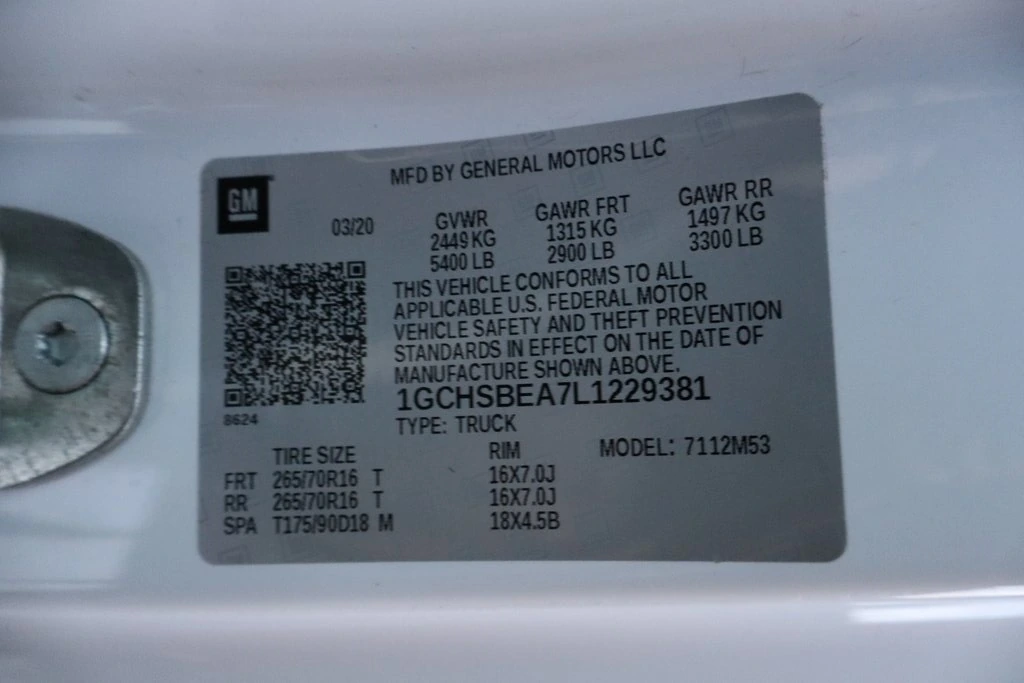 MFD BY GENERAL MOTORS LLC
GM
03/20
GVWR GAWR FRT GAWR RR
2449 KG 1315 KG 1497 KG
5400 LB 2900 LB 3300 LB
THIS VEHICLE CONFORMS TO ALL
APPLICABLE U.S. FEDERAL MOTOR
VEHICLE SAFETY AND THEFT PREVENTION
STANDARDS IN EFFECT ON THE DATE OF
MANUFACTURE SHOWN ABOVE.
1GCHSBEA7L1229381
8624
TYPE: TRUCK
TIRE SIZE RIM MODEL: 7112M53
FRT 265/70R16 T 16X7.0J
RR 265/70R16 T 16X7.0J
SPA T175/90D18 M 18X4.5B